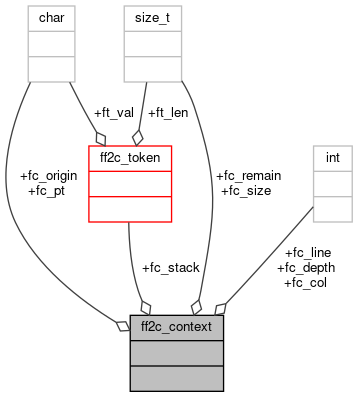 char
size_t
+ft_val
+ft_len
ff2c_token
int
+fc_origin
+fc_pt
+fc_remain
+fc_size
+fc_stack
+fc_line
+fc_depth
+fc_col
ff2c_context